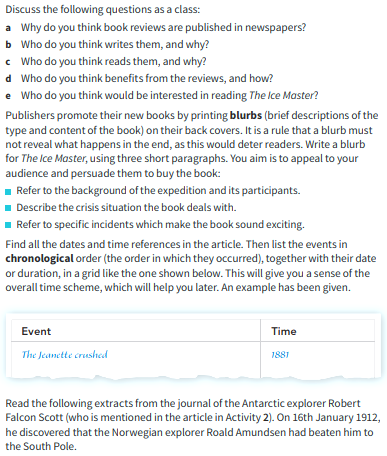 Discuss the following questions as a class:
a Why do you think book reviews are published in newspapers?
b Who do you think writes them, and why?
c Who do you think reads them, and why?
d Who do you think benefits from the reviews, and how?
e Who do you think would be interested in reading The Ice Master?
Publishers promote their new books by printing blurbs (brief descriptions of the
type and content of the book) on their back covers. It is a rule that a blurb must
not reveal what happens in the end, as this would deter readers. Write a blurb
for The Ice Master, using three short paragraphs. You aim is to appeal to your
audience and persuade them to buy the book:
Refer to the background of the expedition and its participants.
Describe the crisis situation the book deals with.
Refer to specific incidents which make the book sound exciting.
Find all the dates and time references in the article. Then list the events in
chronological order (the order in which they occurred), together with their date
or duration, in a grid like the one shown below. This will give you a sense of the
overall time scheme, which will help you later. An example has been given.
Event Time
The Jeanette crushed 1881
Read the following extracts from the journal of the Antarctic explorer Robert
Falcon Scott (who is mentioned in the article in Activity 2). On 16th January 1912,
he discovered that the Norwegian explorer Roald Amundsen had beaten him to
the South Pole.